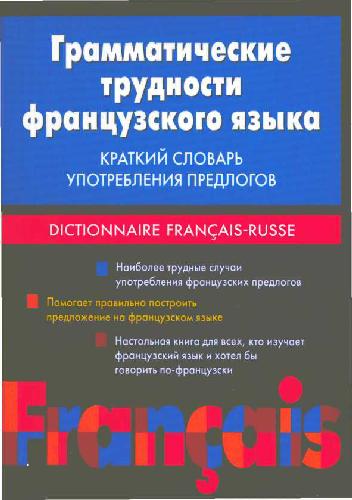 Грамматические
трудности
французского языка
КРАТКИЙ СЛОВАРЬ
УПОТРЕБЛЕНИЯ ПРЕДЛОГОВ
DICTIONNAIRE FRANÇAIS-RUSSE
Наиболее трудные случаи
употребления французских предлогов
Помогает правильно построить
предложение на французском языке
Настольная книга для всех, кто изучает
французский язык и хотел бы
говорить по-французски
Français